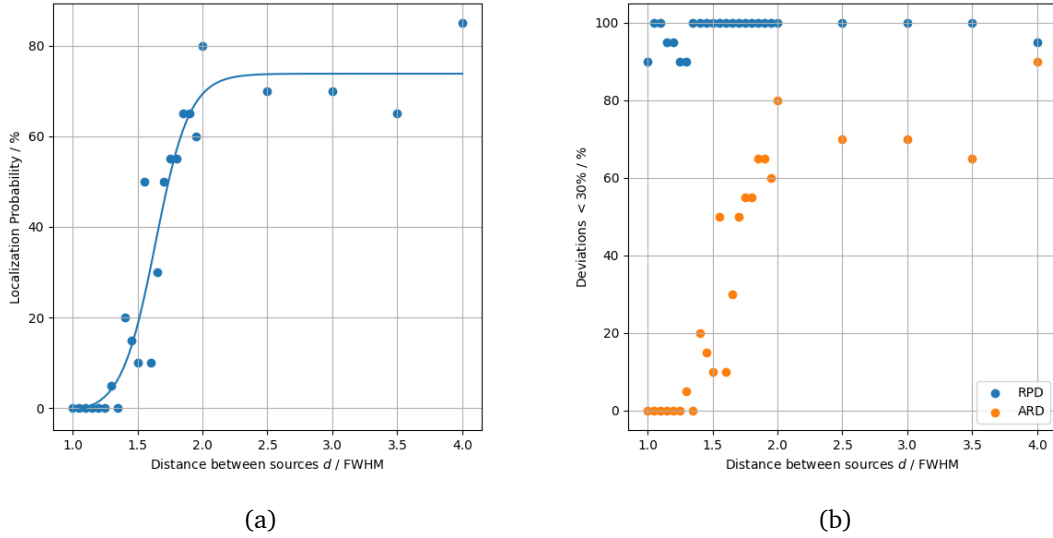 80
60
40
20
0
Localization Probability / %
1.0 1.5 2.0 2.5 3.0 3.5 4.0
Distance between sources d / FWHM
(a)
100
80
60
40
20
0
Deviations < 30% / %
RPD
ARD
1.0 1.5 2.0 2.5 3.0 3.5 4.0
Distance between sources d / FWHM
(b)